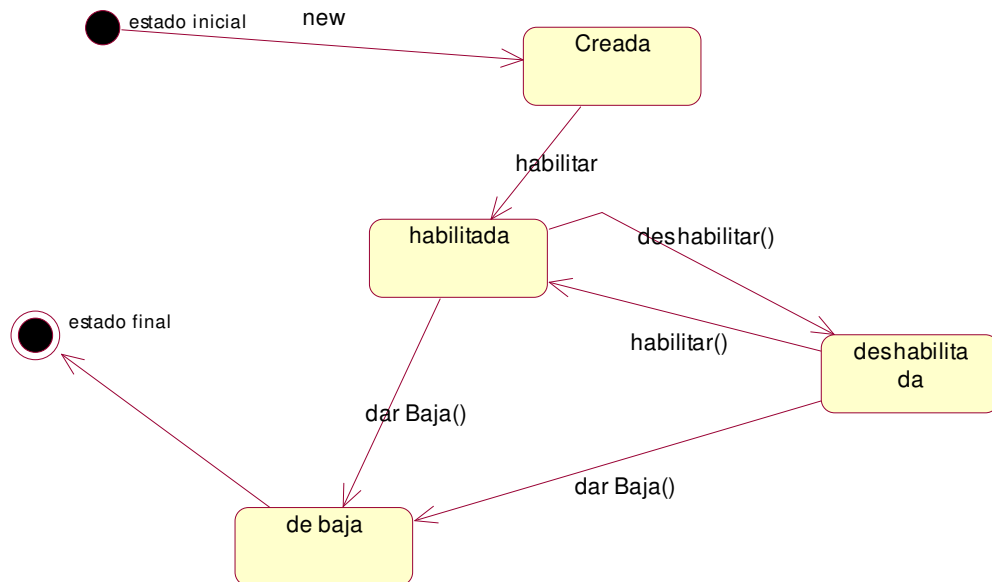 estado inicial
new
Creada
habilitar
habilitada
deshabilitar()
estado final
habilitar()
deshabilita
da
dar Baja()
dar Baja()
de baja